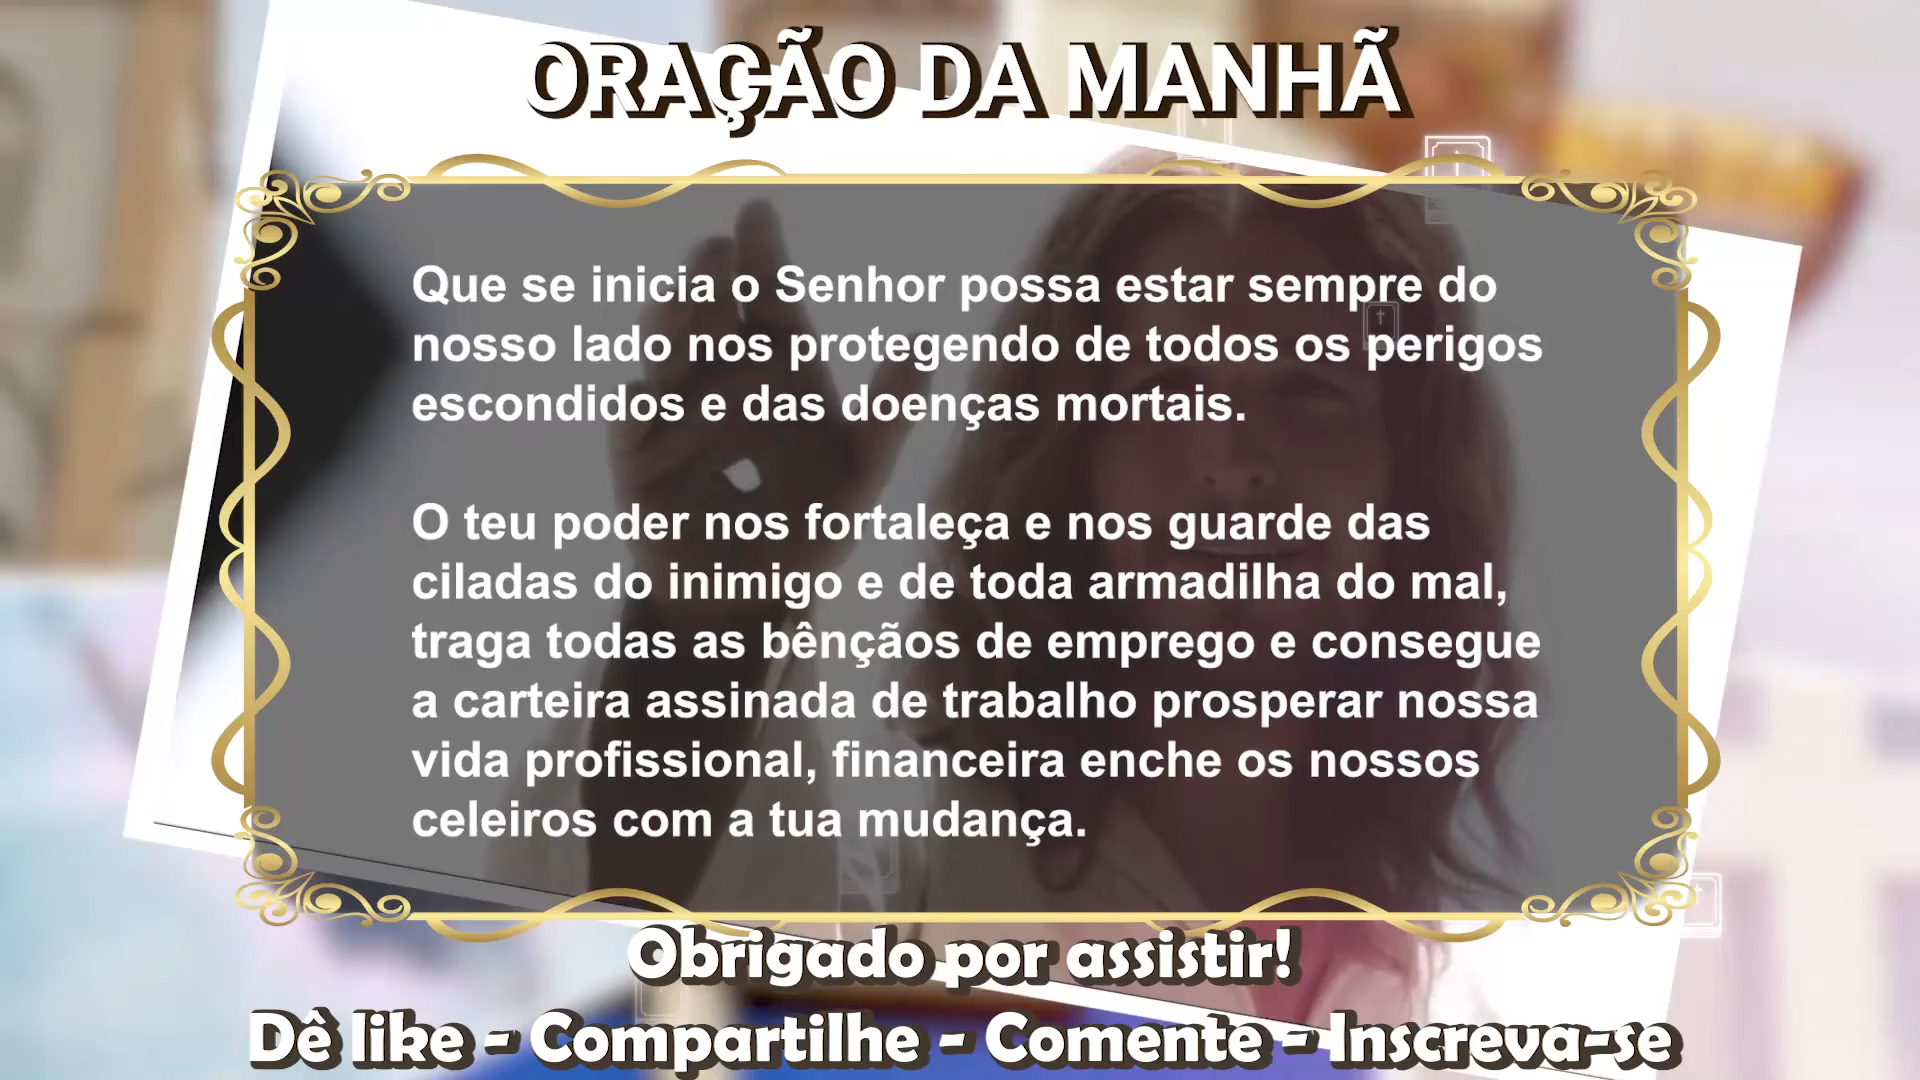 ORAÇÃO DA MANHÃ
Que se inicia o Senhor possa estar sempre do
nosso lado nos protegendo de todos os perigos
escondidos e das doenças mortais.
O teu poder nos fortaleça e nos guarde das
ciladas do inimigo e de toda armadilha do mal,
traga todas as bênçãos de emprego e consegue
a carteira assinada de trabalho prosperar nossa
vida profissional, financeira enche os nossos
celeiros com a tua mudança.
Obrigado por assistir!
Dê like - Compartilhe - Comente - Inscreva-se